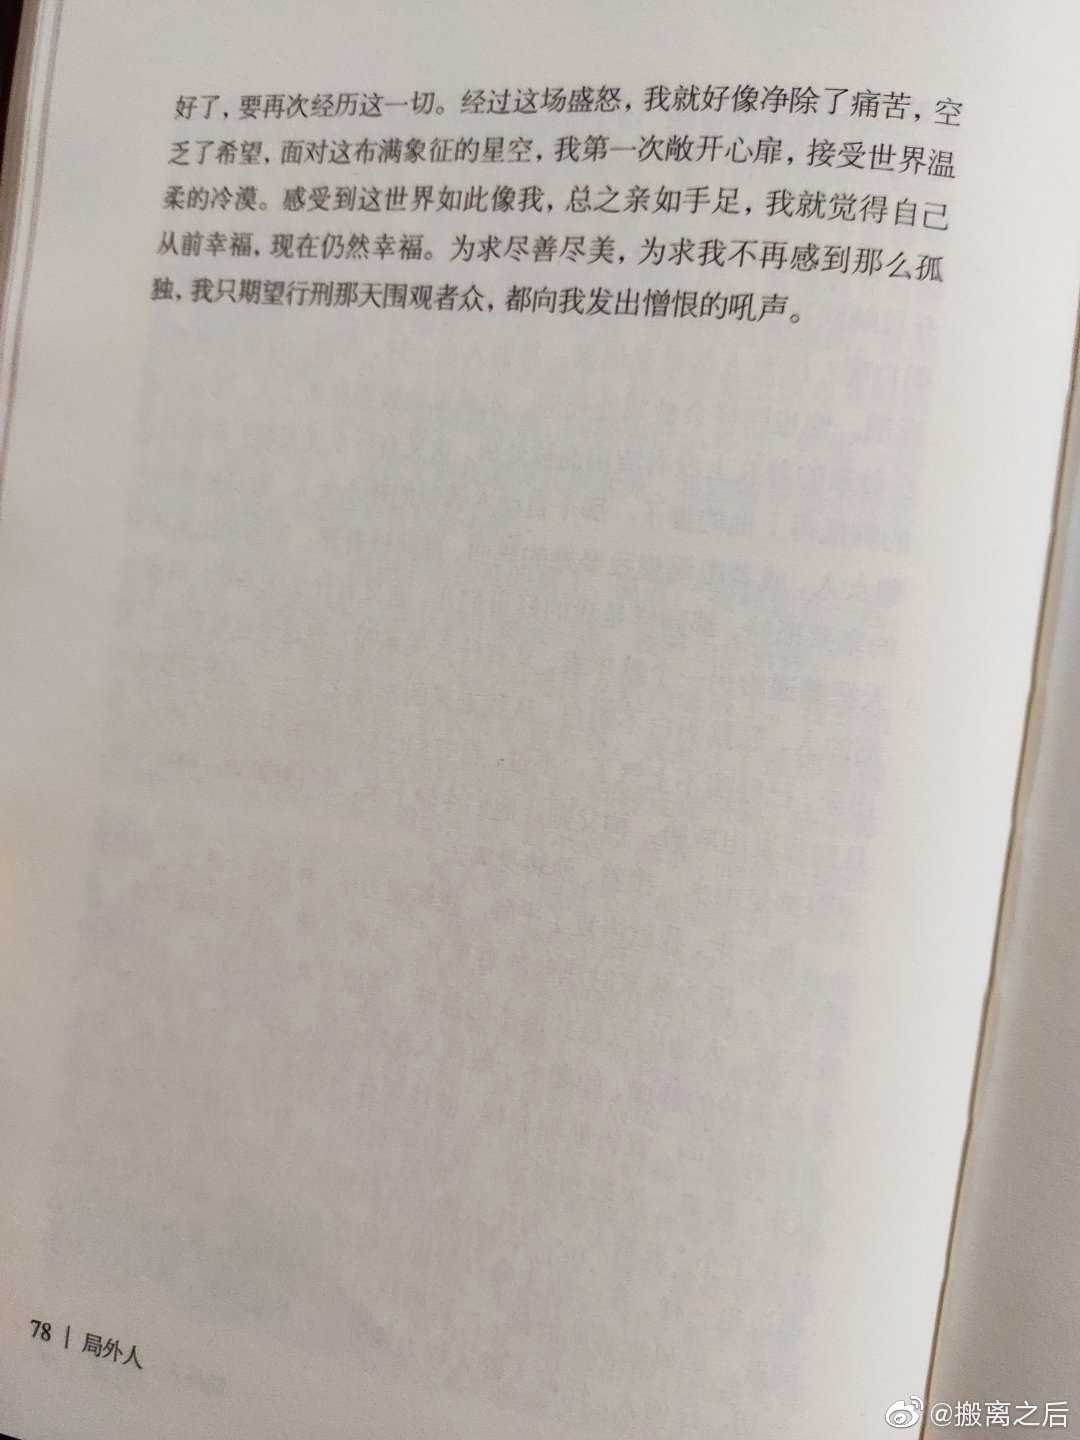 好了，要再次经历这一切。经过这场盛怒，我就好像净除了痛苦，空
乏了希望，面对这布满象征的星空，我第一次敞开心扉，接受世界温
柔的冷漠。感受到这世界如此像我，总之亲如手足，我就觉得自己
从前幸福，现在仍然幸福。为求尽善尽美，为求我不再感到那么孤
独，我只期望行刑那天围观者众，都向我发出憎恨的吼声。
78 | 局外人
@搬离之后